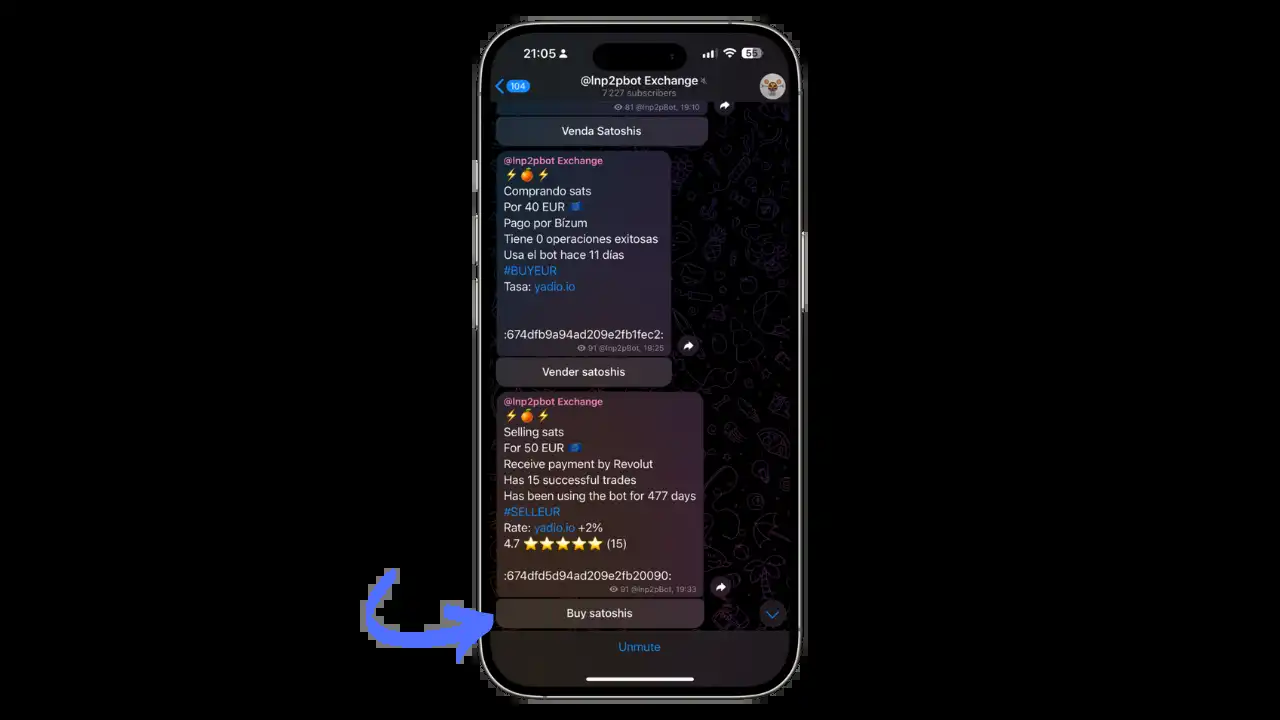 21:05
55
104
@lnp2pbot Exchange
7 227 subscribers
81 @lnp2pBot, 19:10
Venda Satoshis
@lnp2pbot Exchange
⚡🍊⚡
Comprando sats
Por 40 EUR 🇪🇺
Pago por Bízum
Tiene 0 operaciones exitosas
Usa el bot hace 11 días
#BUYEUR
Tasa: yadio.io
:674dfb9a94ad209e2fb1fec2:
91 @lnp2pBot, 19:25
Vender satoshis
@lnp2pbot Exchange
⚡🍊⚡
Selling sats
For 50 EUR 🇪🇺
Receive payment by Revolut
Has 15 successful trades
Has been using the bot for 477 days
#SELLEUR
Rate: yadio.io +2%
4.7 ⭐⭐⭐⭐⭐ (15)
:674dfd5d94ad209e2fb20090:
91 @lnp2pBot, 19:33
Buy satoshis
Unmute